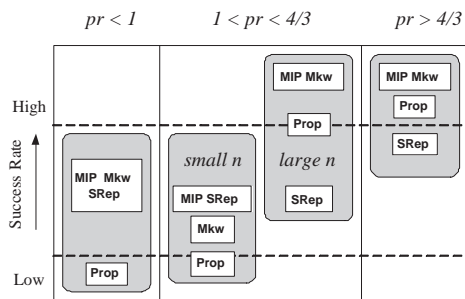 pr < 1
1 < pr < 4/3
pr > 4/3
High
Success Rate
Low
MIP Mkw
SRep
Prop
small n
MIP SRep
Mkw
Prop
MIP Mkw
Prop
large n
SRep
MIP Mkw
Prop
SRep